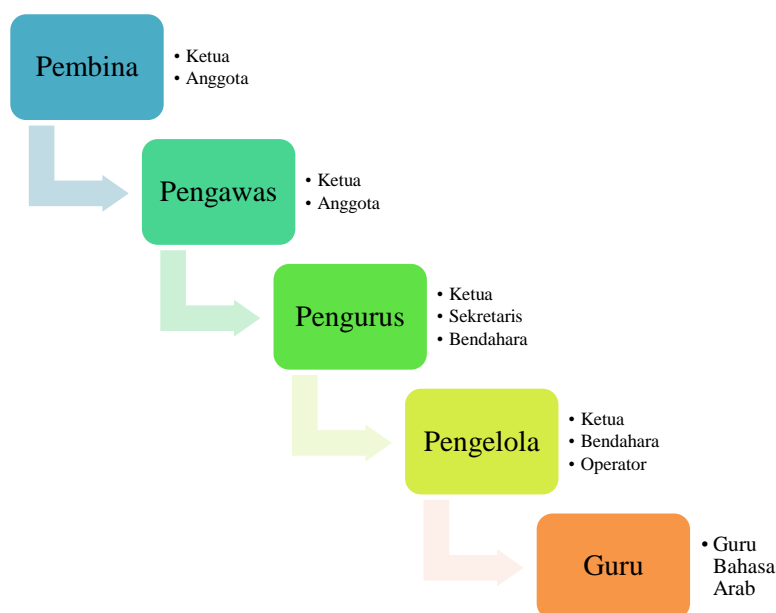 Pembina
• Ketua
• Anggota
Pengawas
• Ketua
• Anggota
Pengurus
• Ketua
• Sekretaris
• Bendahara
Pengelola
• Ketua
• Bendahara
• Operator
Guru
• Guru
Bahasa
Arab